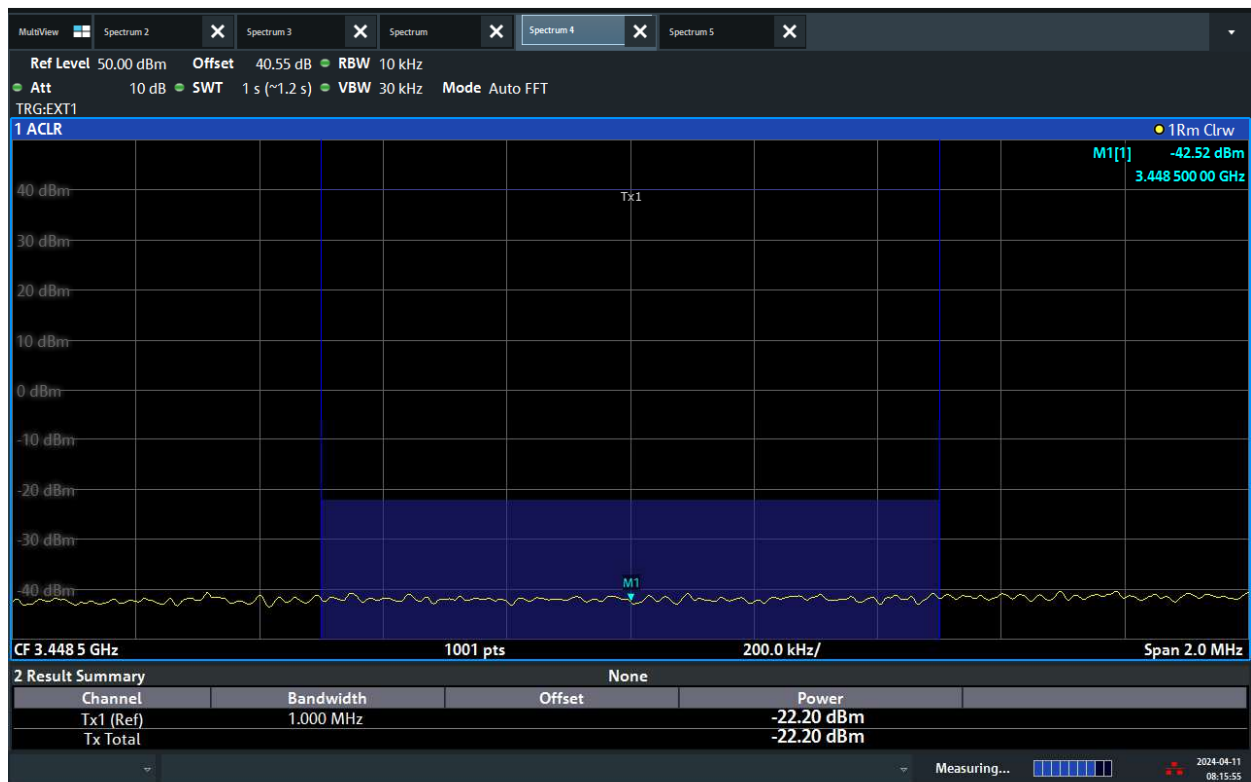 MultiView Spectrum 2 Spectrum 3 Spectrum Spectrum 4 Spectrum 5
Ref Level 50.00 dBm Offset 40.55 dB RBW 10 kHz
Att 10 dB SWT 1 s (~1.2 s) VBW 30 kHz Mode Auto FFT
TRG:EXT1
1 ACLR 1Rm Clrw
M1[1] -42.52 dBm
3.448 500 00 GHz
40 dBm
Tx1
30 dBm
20 dBm
10 dBm
0 dBm
-10 dBm
-20 dBm
-30 dBm
M1
-40 dBm
CF 3.448 5 GHz 1001 pts 200.0 kHz/ Span 2.0 MHz
2 Result Summary None
Channel Bandwidth Offset Power
Tx1 (Ref) 1.000 MHz -22.20 dBm
Tx Total -22.20 dBm
Measuring... 2024-04-11
08:15:55